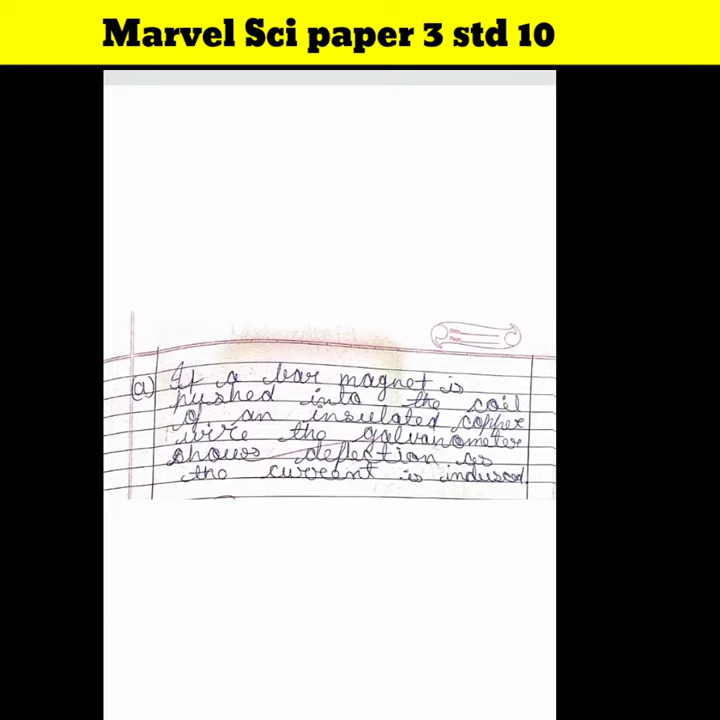 Marvel Sci paper 3 std 10
a) If a bar magnet is
pushed into the coil
of an insulated copper
wire the galvanometer
shows deflection as
the current is induced